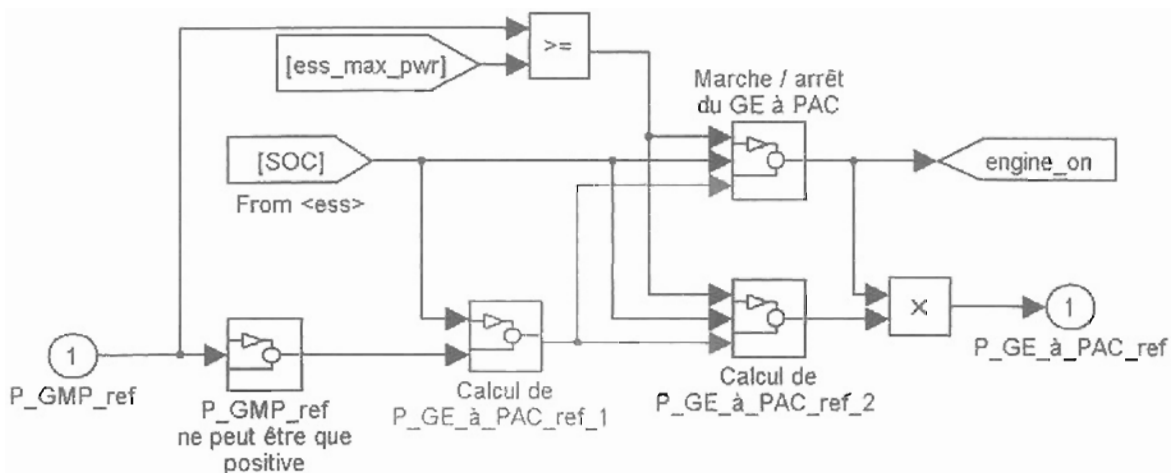 >=
[ess_max_pwr]
Marche / arrêt
du GE à PAC
[SOC]
From <ess>
engine_on
×
1
P_GMP_ref
P_GMP_ref
ne peut être que
positive
Calcul de
P_GE_à_PAC_ref_1
Calcul de
P_GE_à_PAC_ref_2
1
P_GE_à_PAC_ref